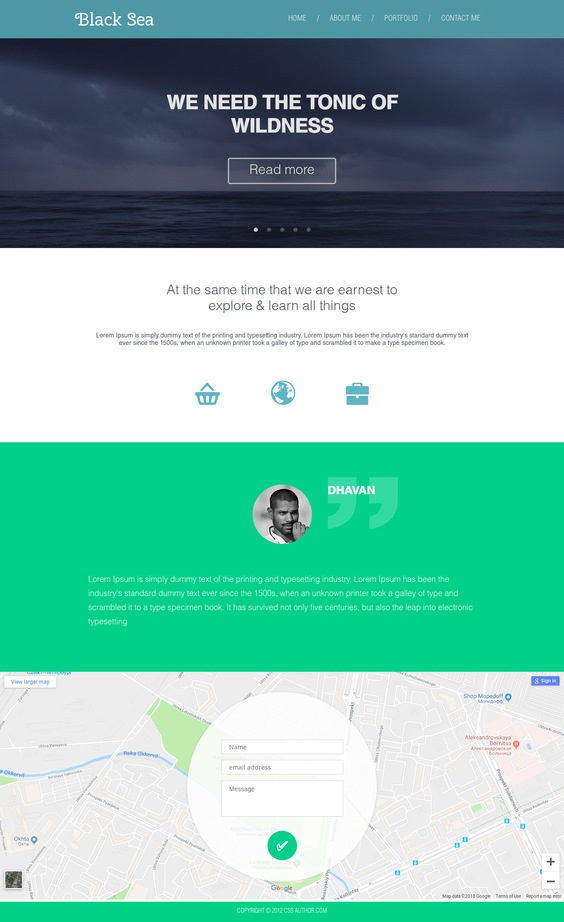 Black Sea
HOME / ABOUT ME / PORTFOLIO / CONTACT ME
WE NEED THE TONIC OF
WILDNESS
Read more
At the same time that we are earnest to
explore & learn all things
Lorem Ipsum is simply dummy text of the printing and typesetting industry. Lorem Ipsum has been the industry's standard dummy text
ever since the 1500s, when an unknown printer took a galley of type and scrambled it to make a type specimen book.
DHAVAN
Lorem Ipsum is simply dummy text of the printing and typesetting industry. Lorem Ipsum has been the
industry's standard dummy text ever since the 1500s, when an unknown printer took a galley of type and
scrambled it to a type specimen book. It has survived not only five centuries, but also the leap into electronic
typesetting
View larger map
Sign in
Shop Mopedoff
Мопедофф
Aleksandrovskaya
Bol'nitsa
Александровская
Больница
Reka Okkervil
Okhta
Охта
Name
email address
Message
Google
Map data ©2018 Google Terms of Use Report a map error
COPYRIGHT © 2012 CSS AUTHOR.COM